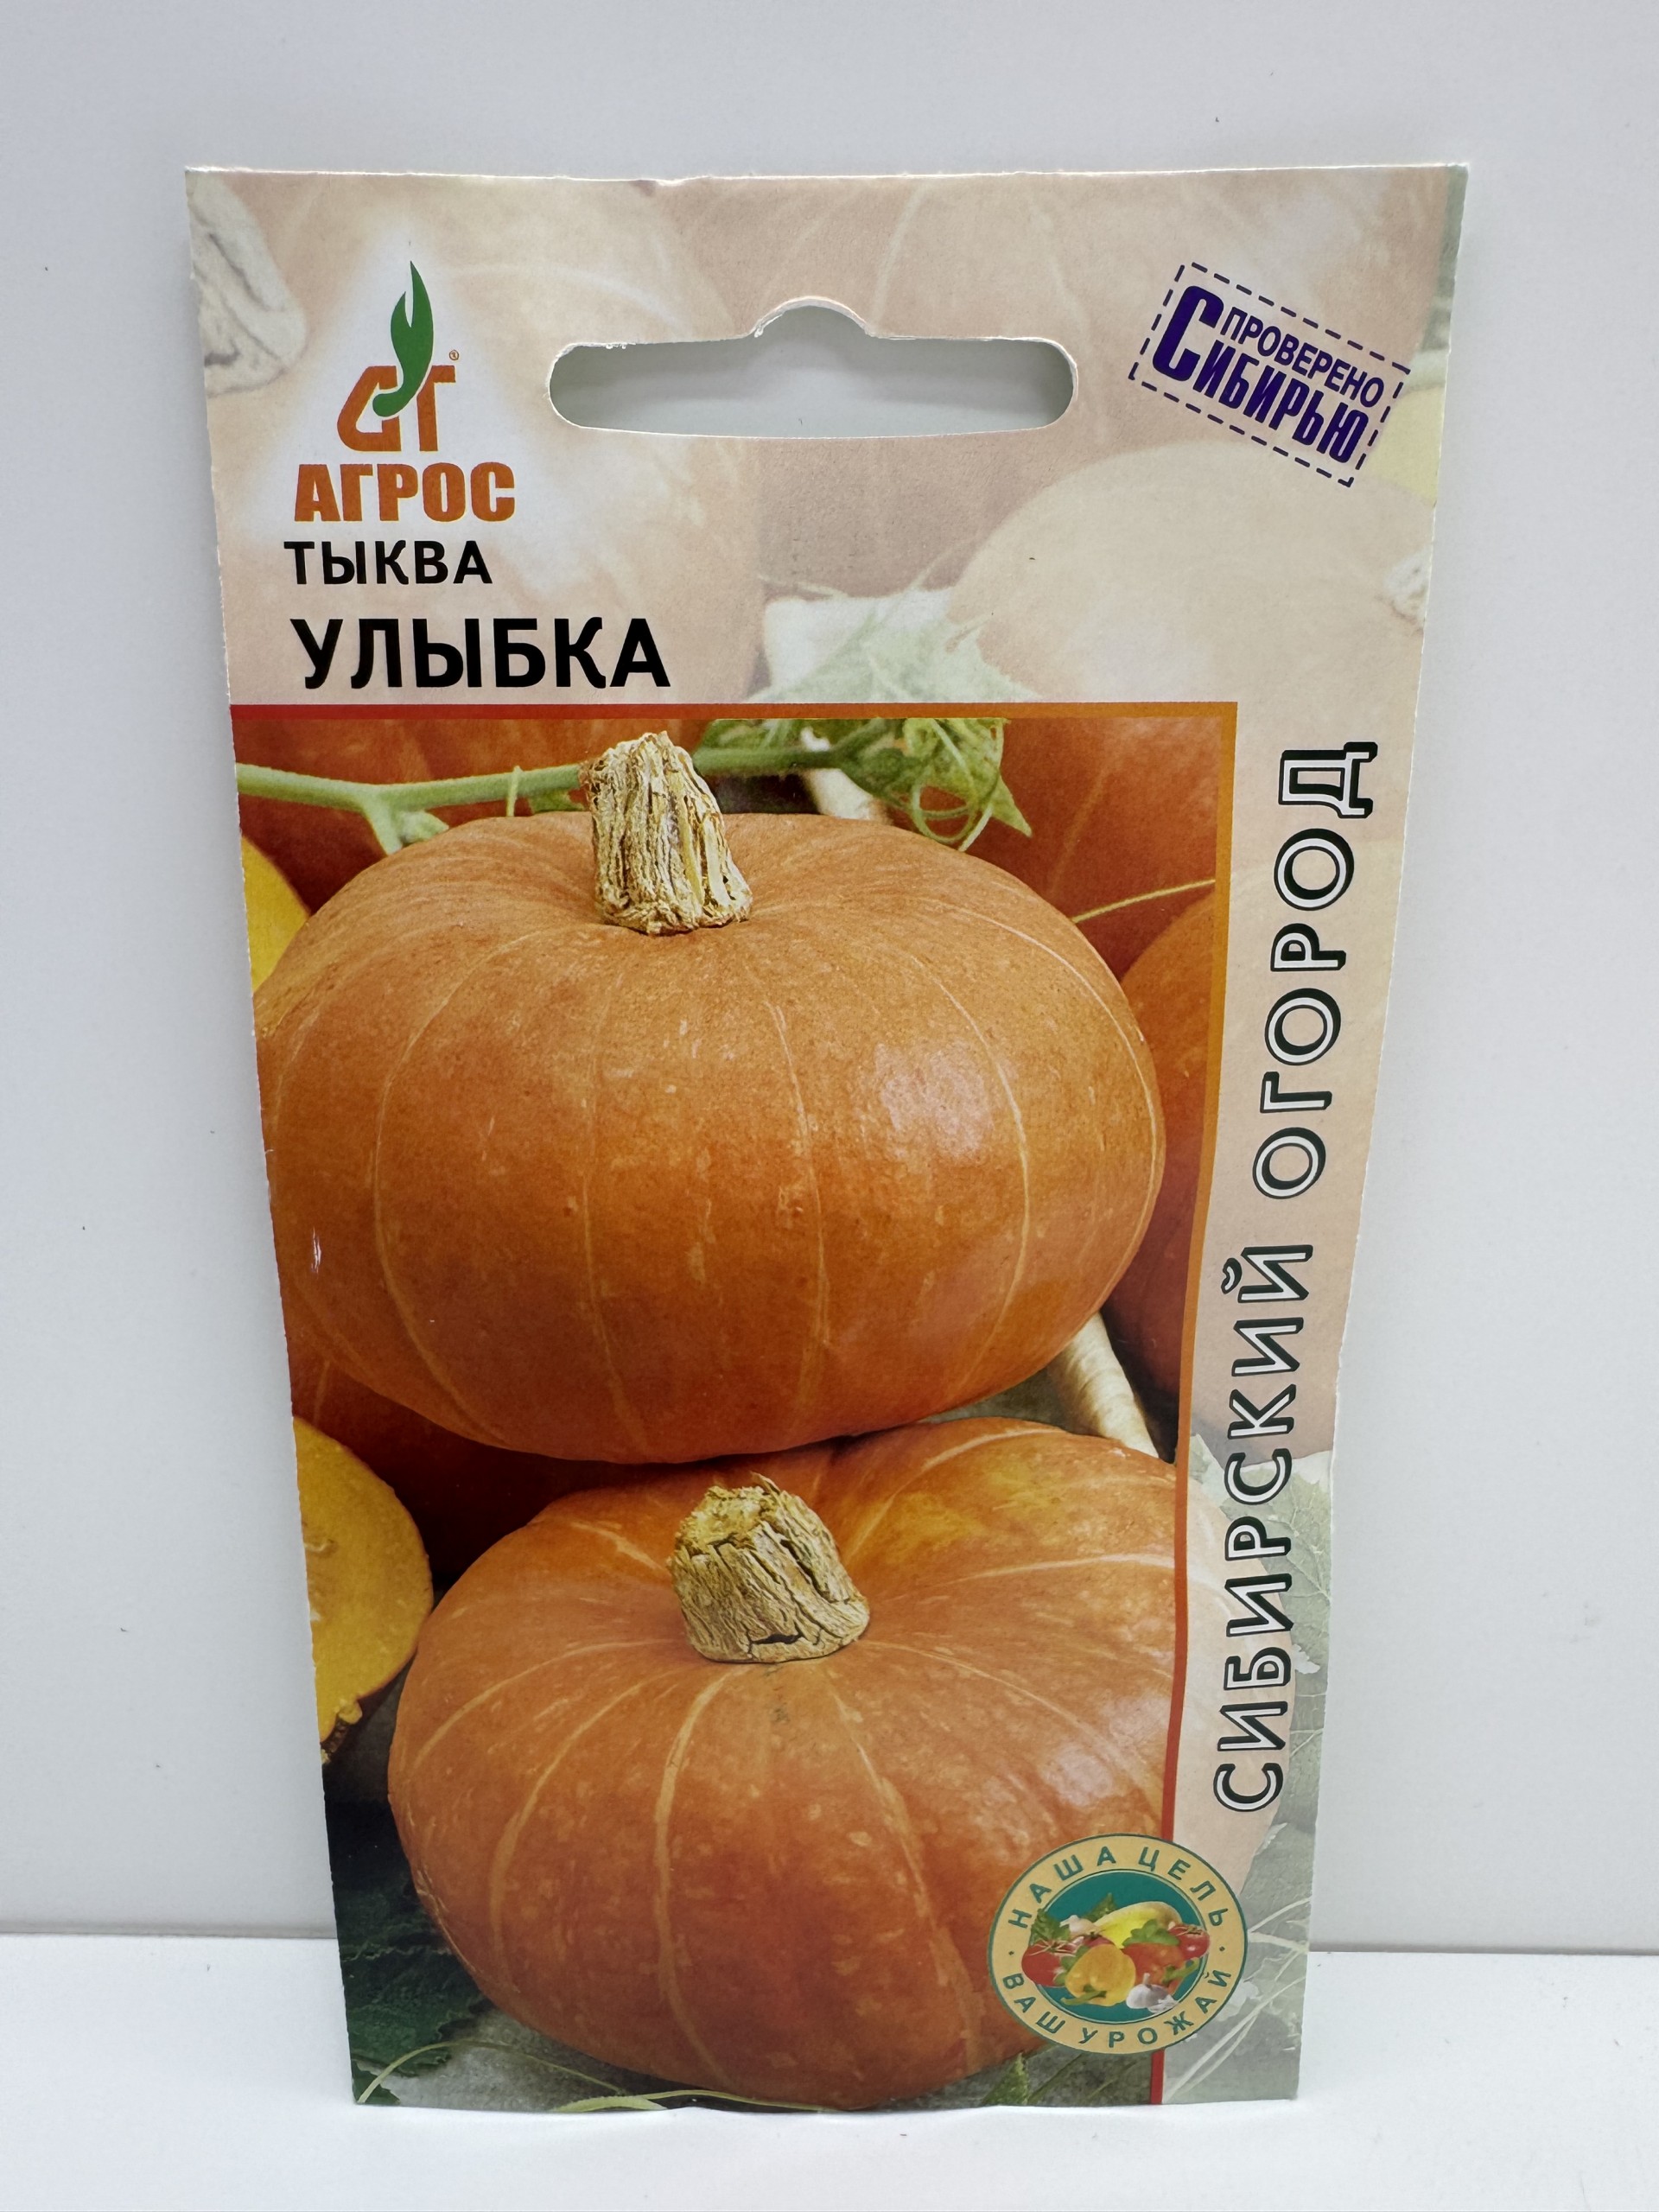 ПРОВЕРЕНО
СИБИРЬЮ
АГРОС
ТЫКВА
УЛЫБКА
СИБИРСКИЙ ОГОРОД
НАША ЦЕЛЬ
ВАШ УРОЖАЙ